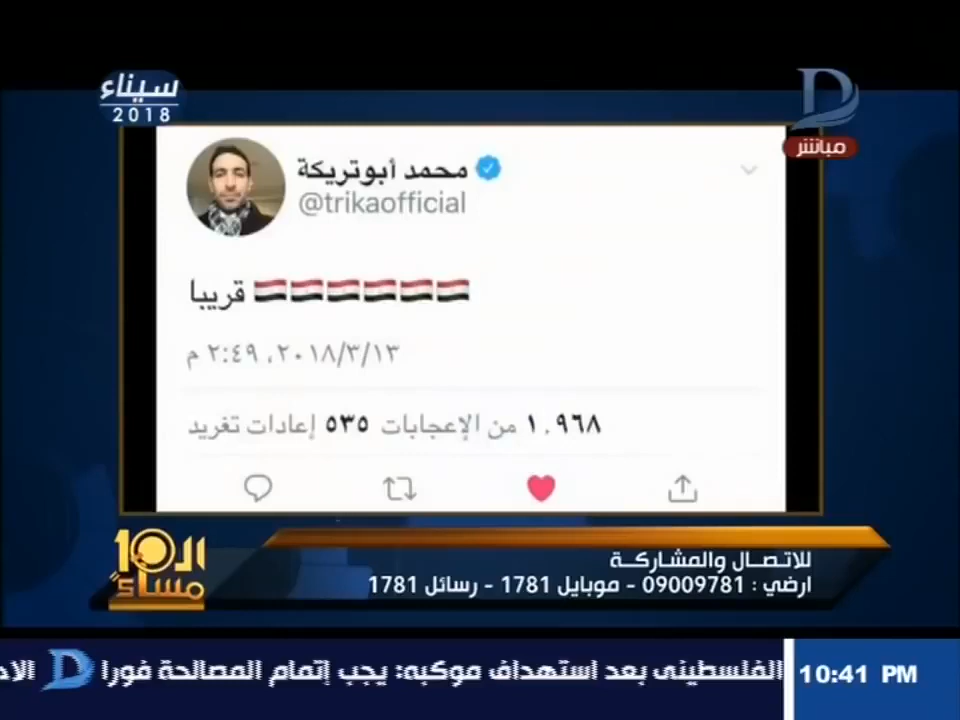 سيناء
2018
D
مباشر
محمد أبوتريكة
@trikaofficial
🇪🇬🇪🇬🇪🇬🇪🇬🇪🇬🇪🇬 قريبا
٢٠١٨/٣/١٣، ٢:٤٩ م
٥٣٥ إعادات تغريد ١.٩٦٨ من الإعجابات
للاتصال والمشاركة
ارضي : 09009781 - موبايل 1781 - رسائل 1781
العاشرة 10 مساءً
الفلسطينى بعد استهداف موكبه: يجب إتمام المصالحة فورا
10:41 PM